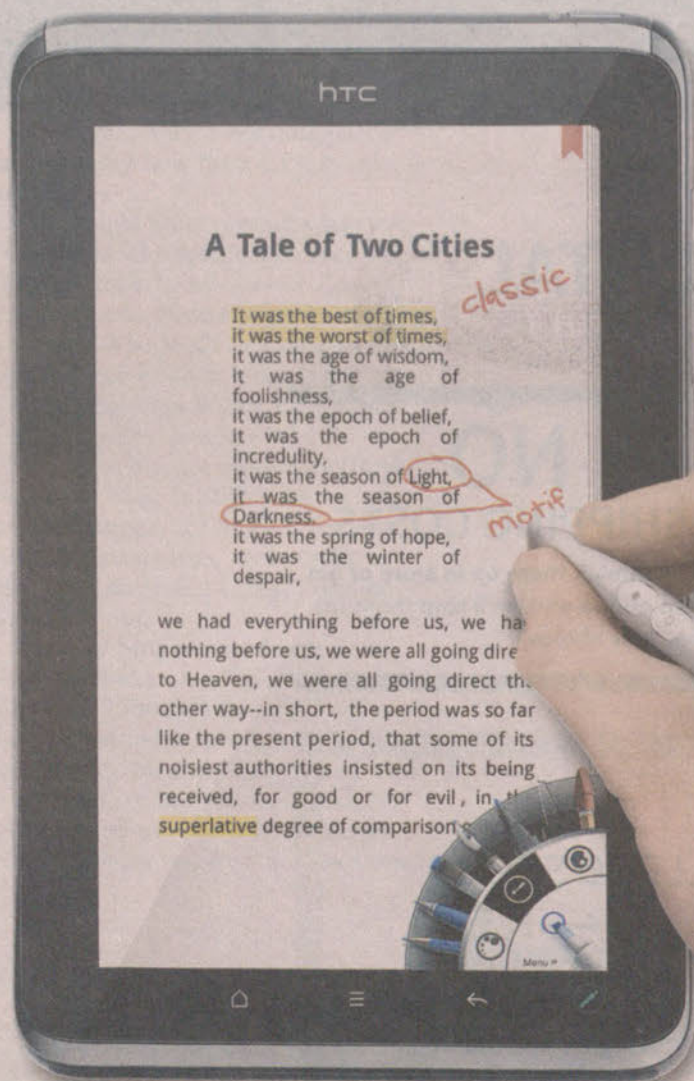 hTC
A Tale of Two Cities
classic
It was the best of times,
it was the worst of times,
it was the age of wisdom,
it was the age of
foolishness,
it was the epoch of belief,
it was the epoch of
incredulity,
it was the season of Light,
it was the season of
Darkness.
motif
it was the spring of hope,
it was the winter of
despair,
we had everything before us, we ha
nothing before us, we were all going dire
to Heaven, we were all going direct th
other way--in short, the period was so far
like the present period, that some of its
noisiest authorities insisted on its being
received, for good or for evil, in
superlative degree of comparison
Menu